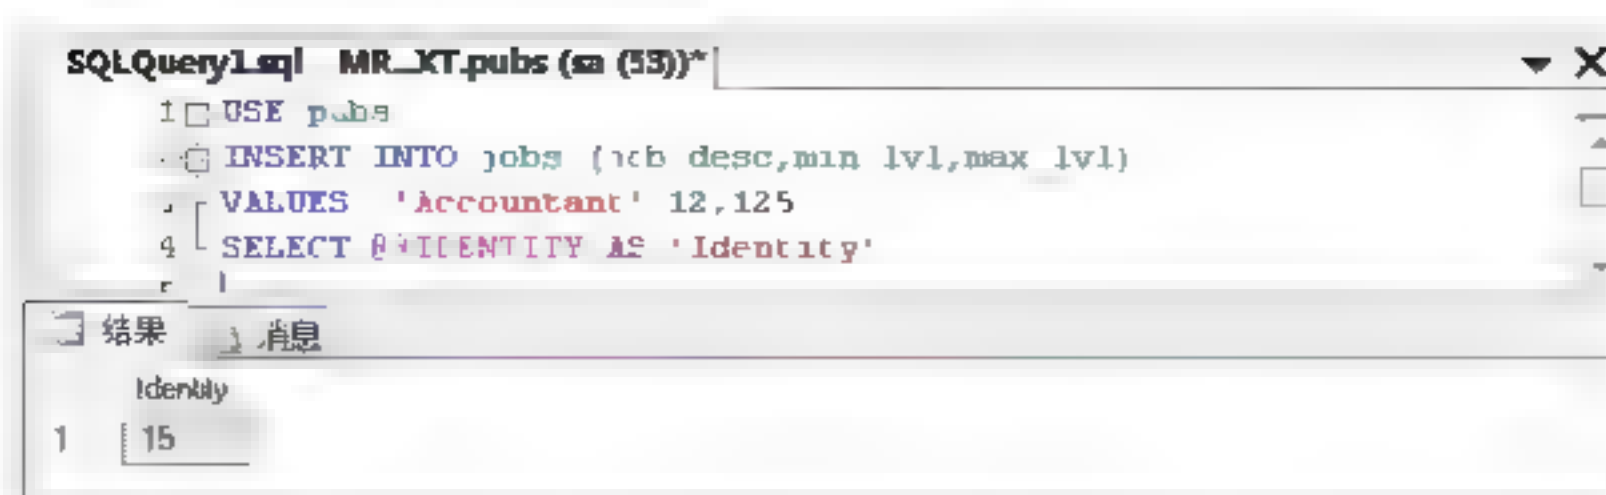 SQLQuery1.sql MR_XT.pubs (sa (53))*
1 USE pubs
INSERT INTO jobs (job_desc,min_lvl,max_lvl)
VALUES 'Accountant' 12,125
4 SELECT @@IDENTITY AS 'Identity'
结果 消息
Identity
1 15